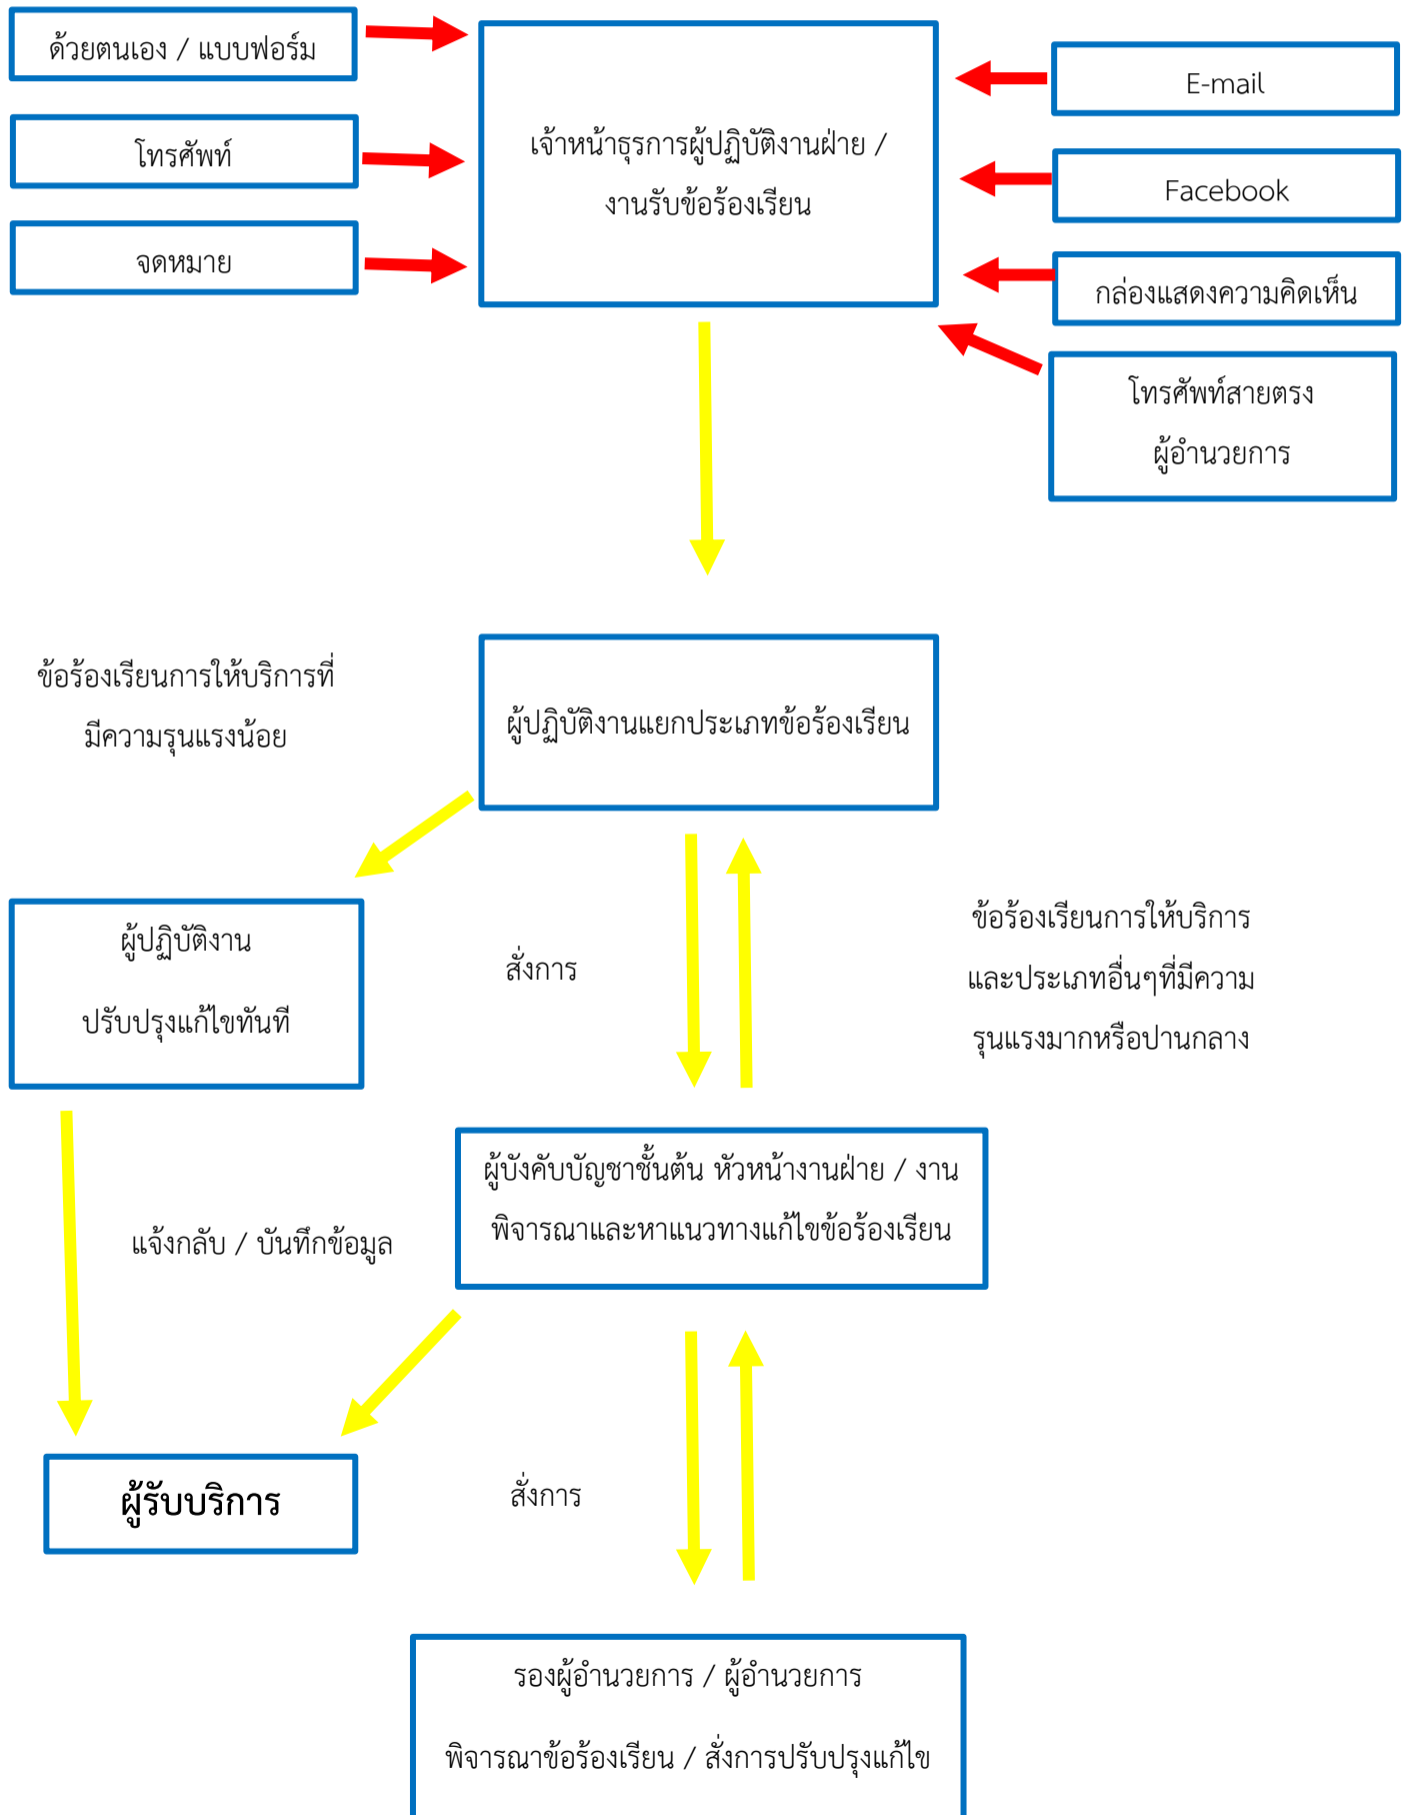 ด้วยตนเอง / แบบฟอร์ม
โทรศัพท์
จดหมาย
เจ้าหน้าธุรการผู้ปฏิบัติงานฝ่าย /
งานรับข้อร้องเรียน
E-mail
Facebook
กล่องแสดงความคิดเห็น
โทรศัพท์สายตรง
ผู้อำนวยการ
ข้อร้องเรียนการให้บริการที่
มีความรุนแรงน้อย
ผู้ปฏิบัติงานแยกประเภทข้อร้องเรียน
ผู้ปฏิบัติงาน
ปรับปรุงแก้ไขทันที
สั่งการ
ข้อร้องเรียนการให้บริการ
และประเภทอื่นๆที่มีความ
รุนแรงมากหรือปานกลาง
ผู้บังคับบัญชาชั้นต้น หัวหน้างานฝ่าย / งาน
พิจารณาและหาแนวทางแก้ไขข้อร้องเรียน
แจ้งกลับ / บันทึกข้อมูล
ผู้รับบริการ
สั่งการ
รองผู้อำนวยการ / ผู้อำนวยการ
พิจารณาข้อร้องเรียน / สั่งการปรับปรุงแก้ไข